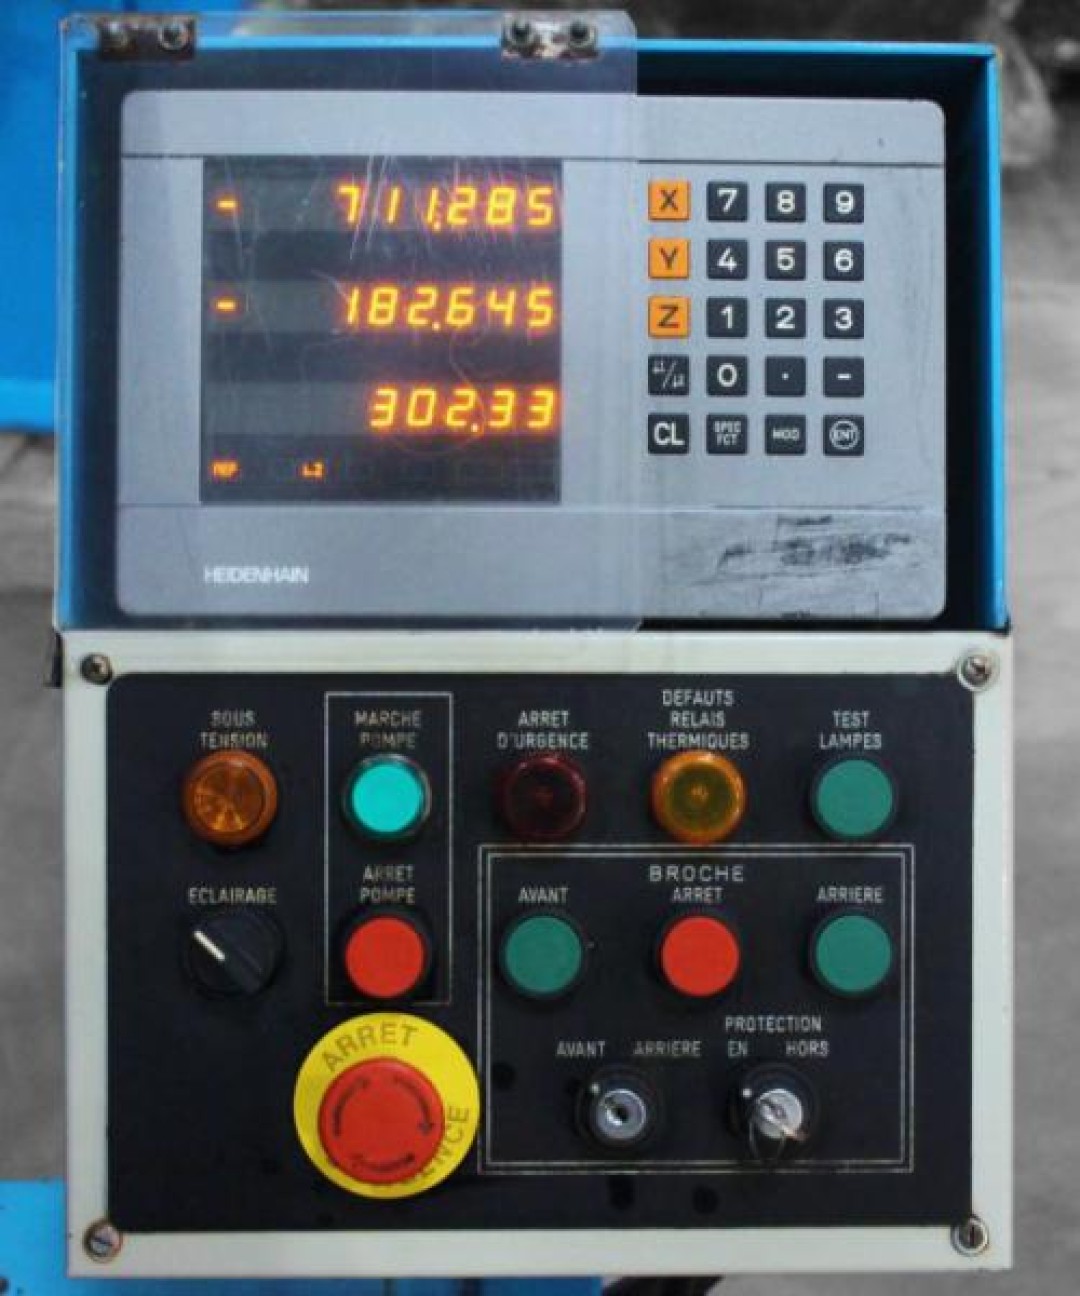 - 711.285
- 182.645
302.33
REF
X 7 8 9
Y 4 5 6
Z 1 2 3
0 . -
CL SPEC FCT MOD ENT
HEIDENHAIN
SOUS TENSION
MARCHE POMPE
ARRET D'URGENCE
DEFAUTS RELAIS THERMIQUES
TEST LAMPES
ECLAIRAGE
ARRET POMPE
BROCHE
AVANT ARRET ARRIERE
PROTECTION
AVANT ARRIERE EN HORS
ARRET